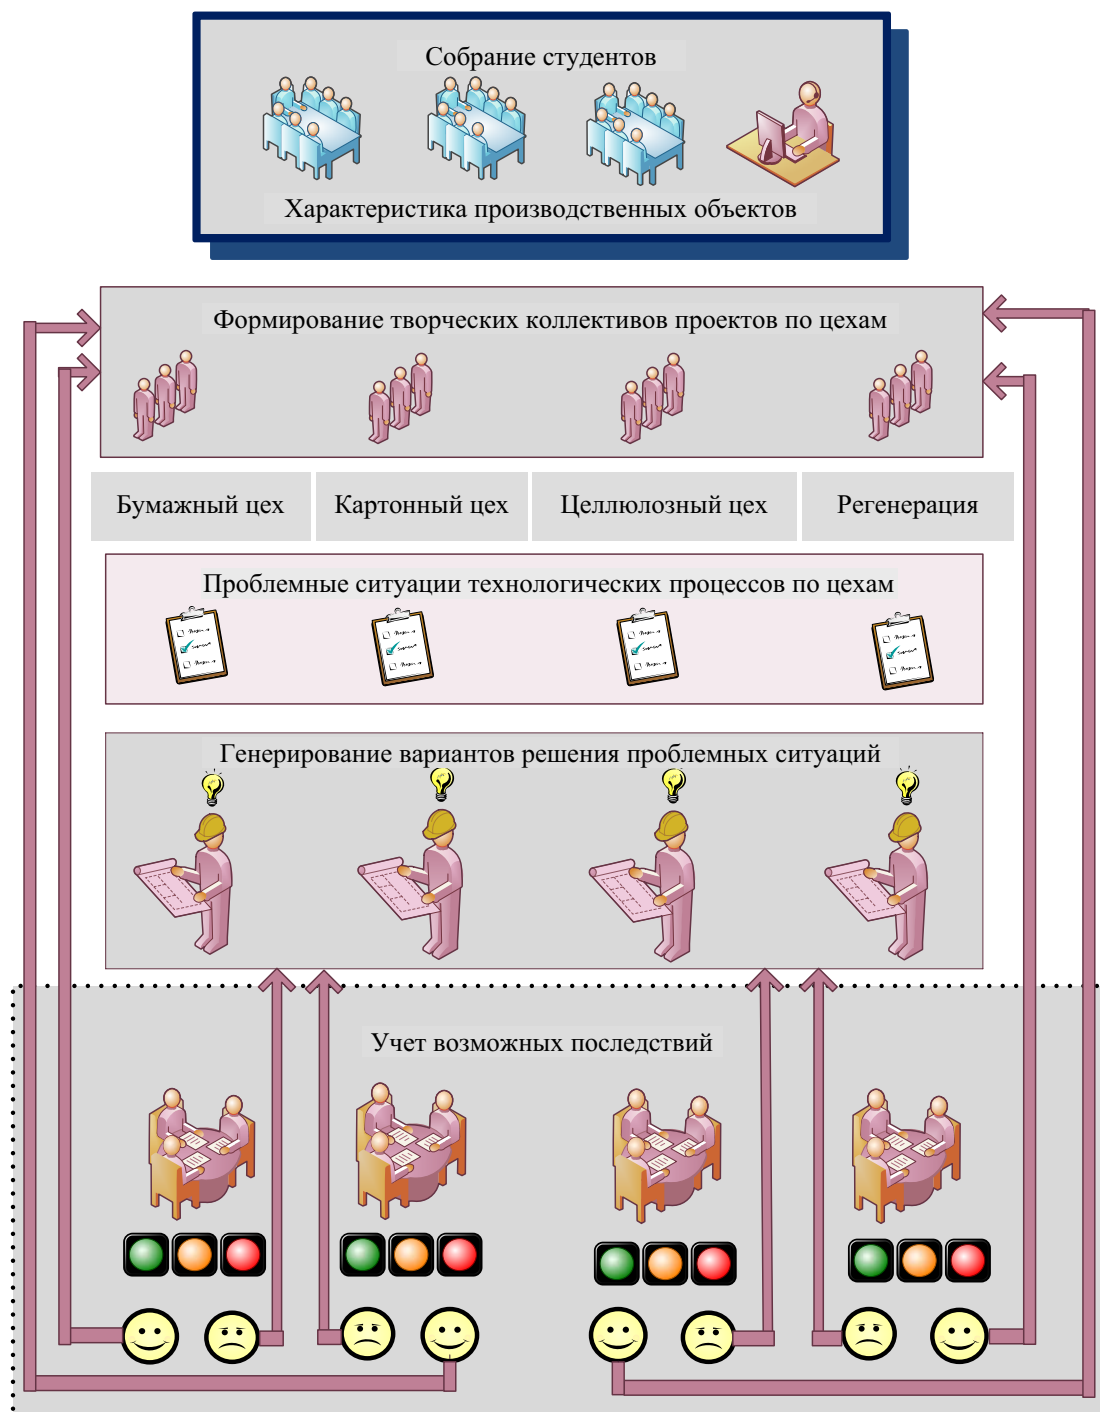 Собрание студентов
Характеристика производственных объектов
Формирование творческих коллективов проектов по цехам
Бумажный цех
Картонный цех
Целлюлозный цех
Регенерация
Проблемные ситуации технологических процессов по цехам
Генерирование вариантов решения проблемных ситуаций
Учет возможных последствий